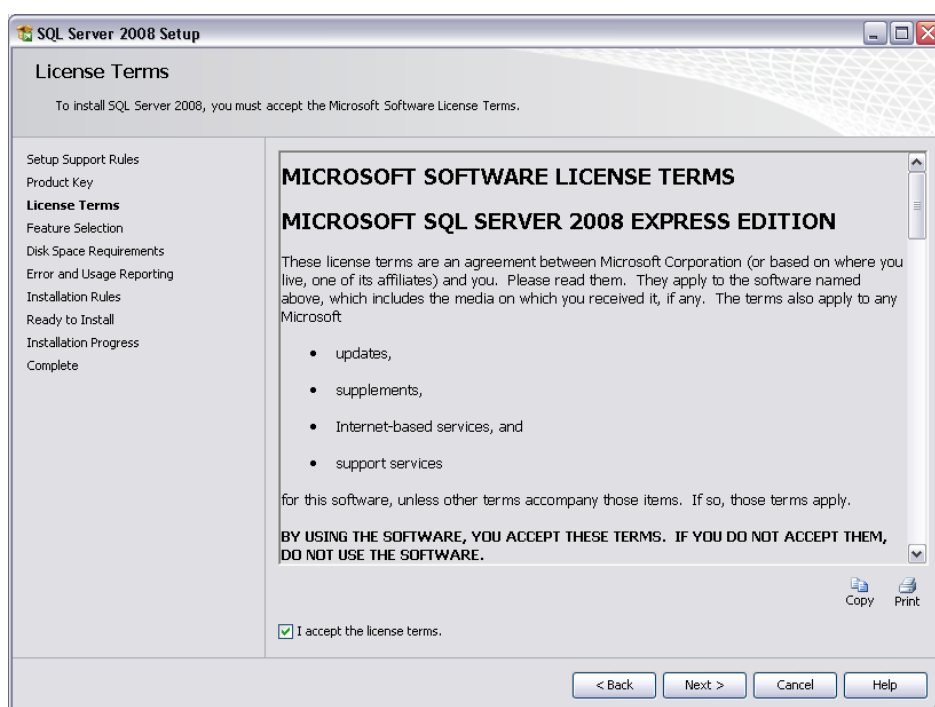 SQL Server 2008 Setup
License Terms
To install SQL Server 2008, you must accept the Microsoft Software License Terms.
Setup Support Rules
Product Key
License Terms
Feature Selection
Disk Space Requirements
Error and Usage Reporting
Installation Rules
Ready to Install
Installation Progress
Complete
MICROSOFT SOFTWARE LICENSE TERMS
MICROSOFT SQL SERVER 2008 EXPRESS EDITION
These license terms are an agreement between Microsoft Corporation (or based on where you
live, one of its affiliates) and you.  Please read them.  They apply to the software named
above, which includes the media on which you received it, if any.  The terms also apply to any
Microsoft
• updates,
• supplements,
• Internet-based services, and
• support services
for this software, unless other terms accompany those items.  If so, those terms apply.
BY USING THE SOFTWARE, YOU ACCEPT THESE TERMS.  IF YOU DO NOT ACCEPT THEM,
DO NOT USE THE SOFTWARE.
Copy Print
I accept the license terms.
< Back Next > Cancel Help